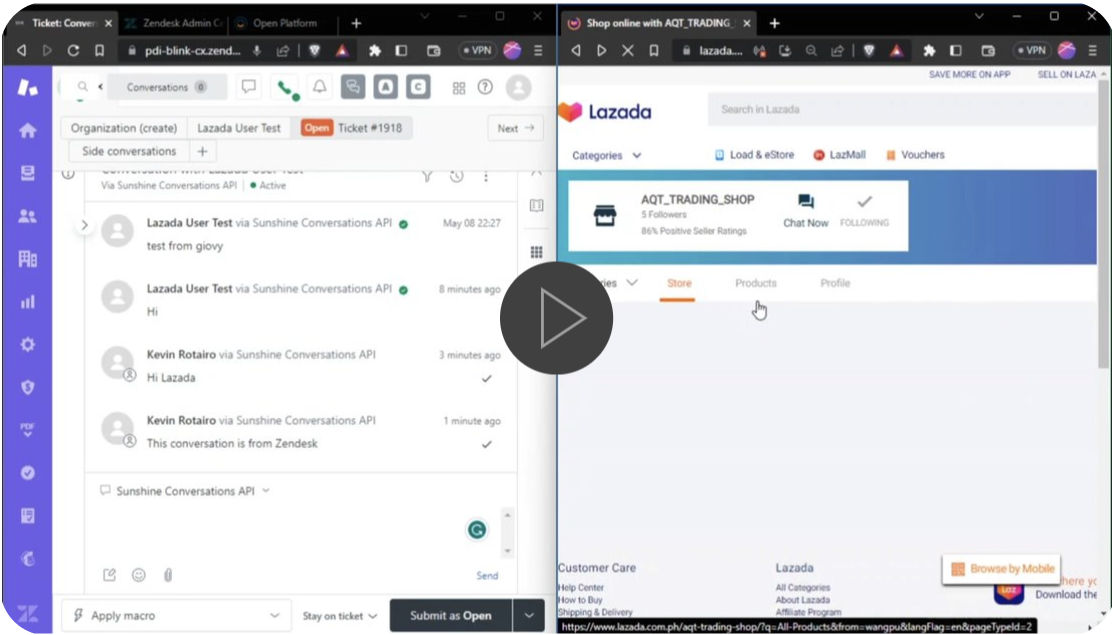 Ticket: Conver
Zendesk Admin C
Open Platform
pdi-blink-cx.zend...
VPN
Conversations 0
A
C
Organization (create)
Lazada User Test
Open Ticket #1918
Next
Side conversations
Via Sunshine Conversations API
Active
Lazada User Test via Sunshine Conversations API
May 08 22:27
test from giovy
Lazada User Test via Sunshine Conversations API
8 minutes ago
Hi
Kevin Rotairo via Sunshine Conversations API
3 minutes ago
Hi Lazada
Kevin Rotairo via Sunshine Conversations API
1 minute ago
This conversation is from Zendesk
Sunshine Conversations API
Send
PDF
Apply macro
Stay on ticket
Submit as Open
Shop online with AQT_TRADING_
lazada....
VPN
SAVE MORE ON APP
SELL ON LAZA
Lazada
Search in Lazada
Categories
Load & eStore
LazMall
Vouchers
AQT_TRADING_SHOP
5 Followers
86% Positive Seller Ratings
Chat Now
FOLLOWING
ries
Store
Products
Profile
Customer Care
Help Center
How to Buy
Shipping & Delivery
Lazada
All Categories
About Lazada
Affiliate Program
Browse by Mobile
here yo
LAZ
Download the
https://www.lazada.com.ph/aqt-trading-shop/?q=All-Products&from=wangpu&langFlag=en&pageTypeId=2